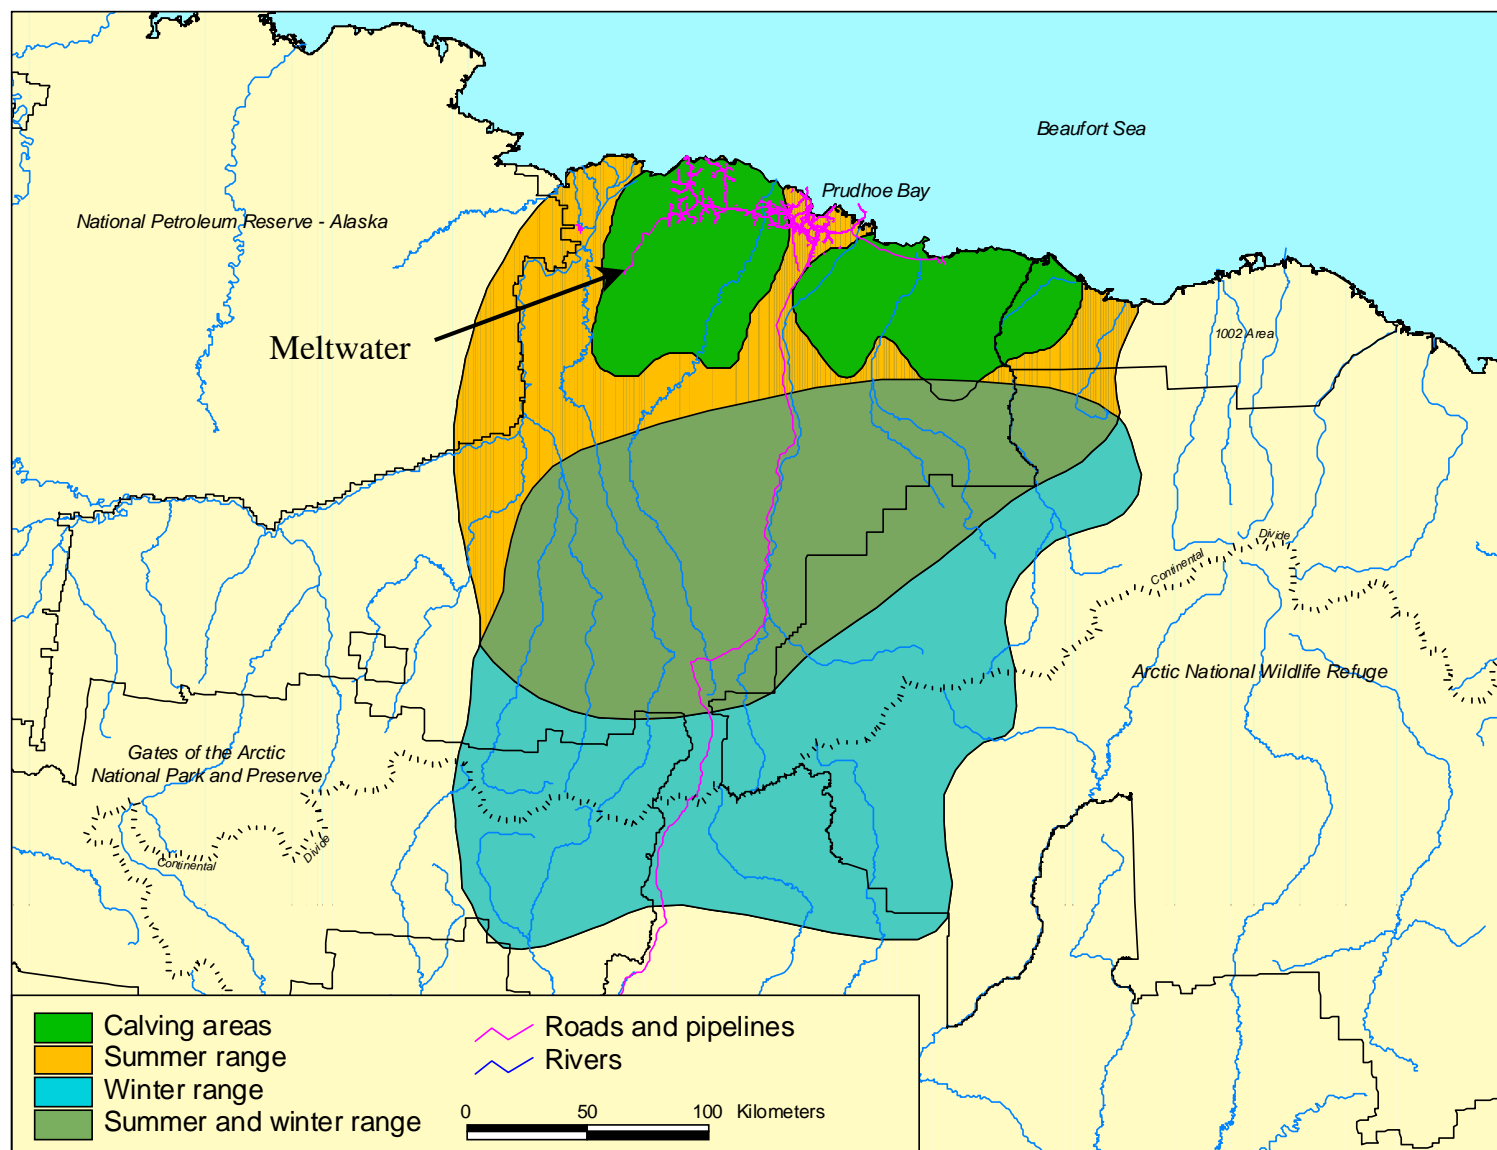 Beaufort Sea
Prudhoe Bay
National Petroleum Reserve - Alaska
1002 Area
Meltwater
Continental
Divide
Arctic National Wildlife Refuge
Gates of the Arctic
National Park and Preserve
Continental
Divide
Calving areas
Summer range
Winter range
Summer and winter range
Roads and pipelines
Rivers
0 50 100 Kilometers